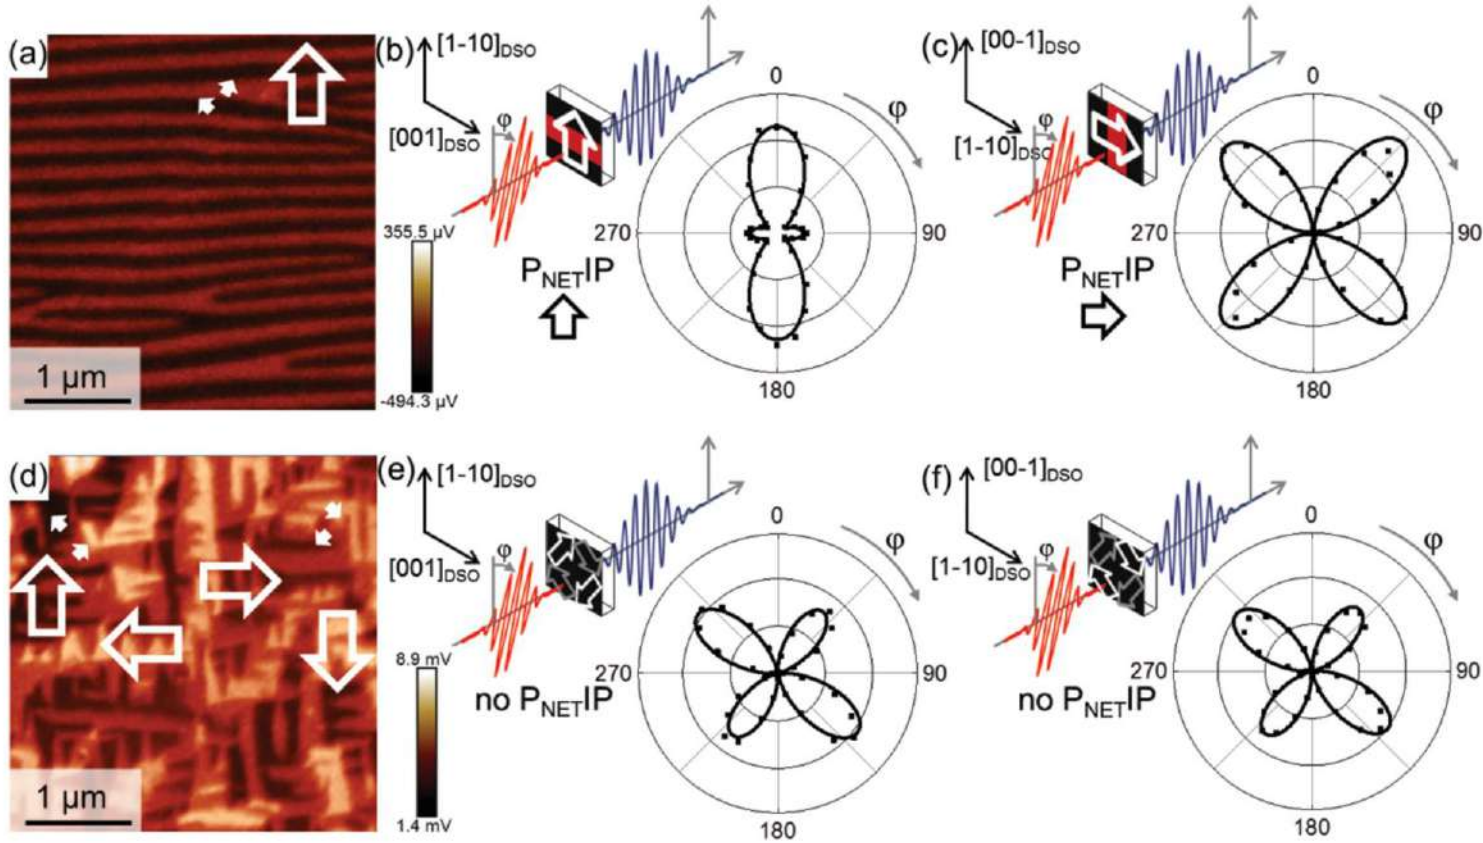 (a)
355.5 µV
-494.3 µV
1 µm
(b)
[1-10]DSO
[001]DSO
φ
PNETIP
0
φ
90
180
270
(c)
[00-1]DSO
[1-10]DSO
φ
PNETIP
0
φ
90
180
270
(d)
8.9 mV
1.4 mV
1 µm
(e)
[1-10]DSO
[001]DSO
φ
no PNETIP
0
φ
90
180
270
(f)
[00-1]DSO
[1-10]DSO
φ
no PNETIP
0
φ
90
180
270